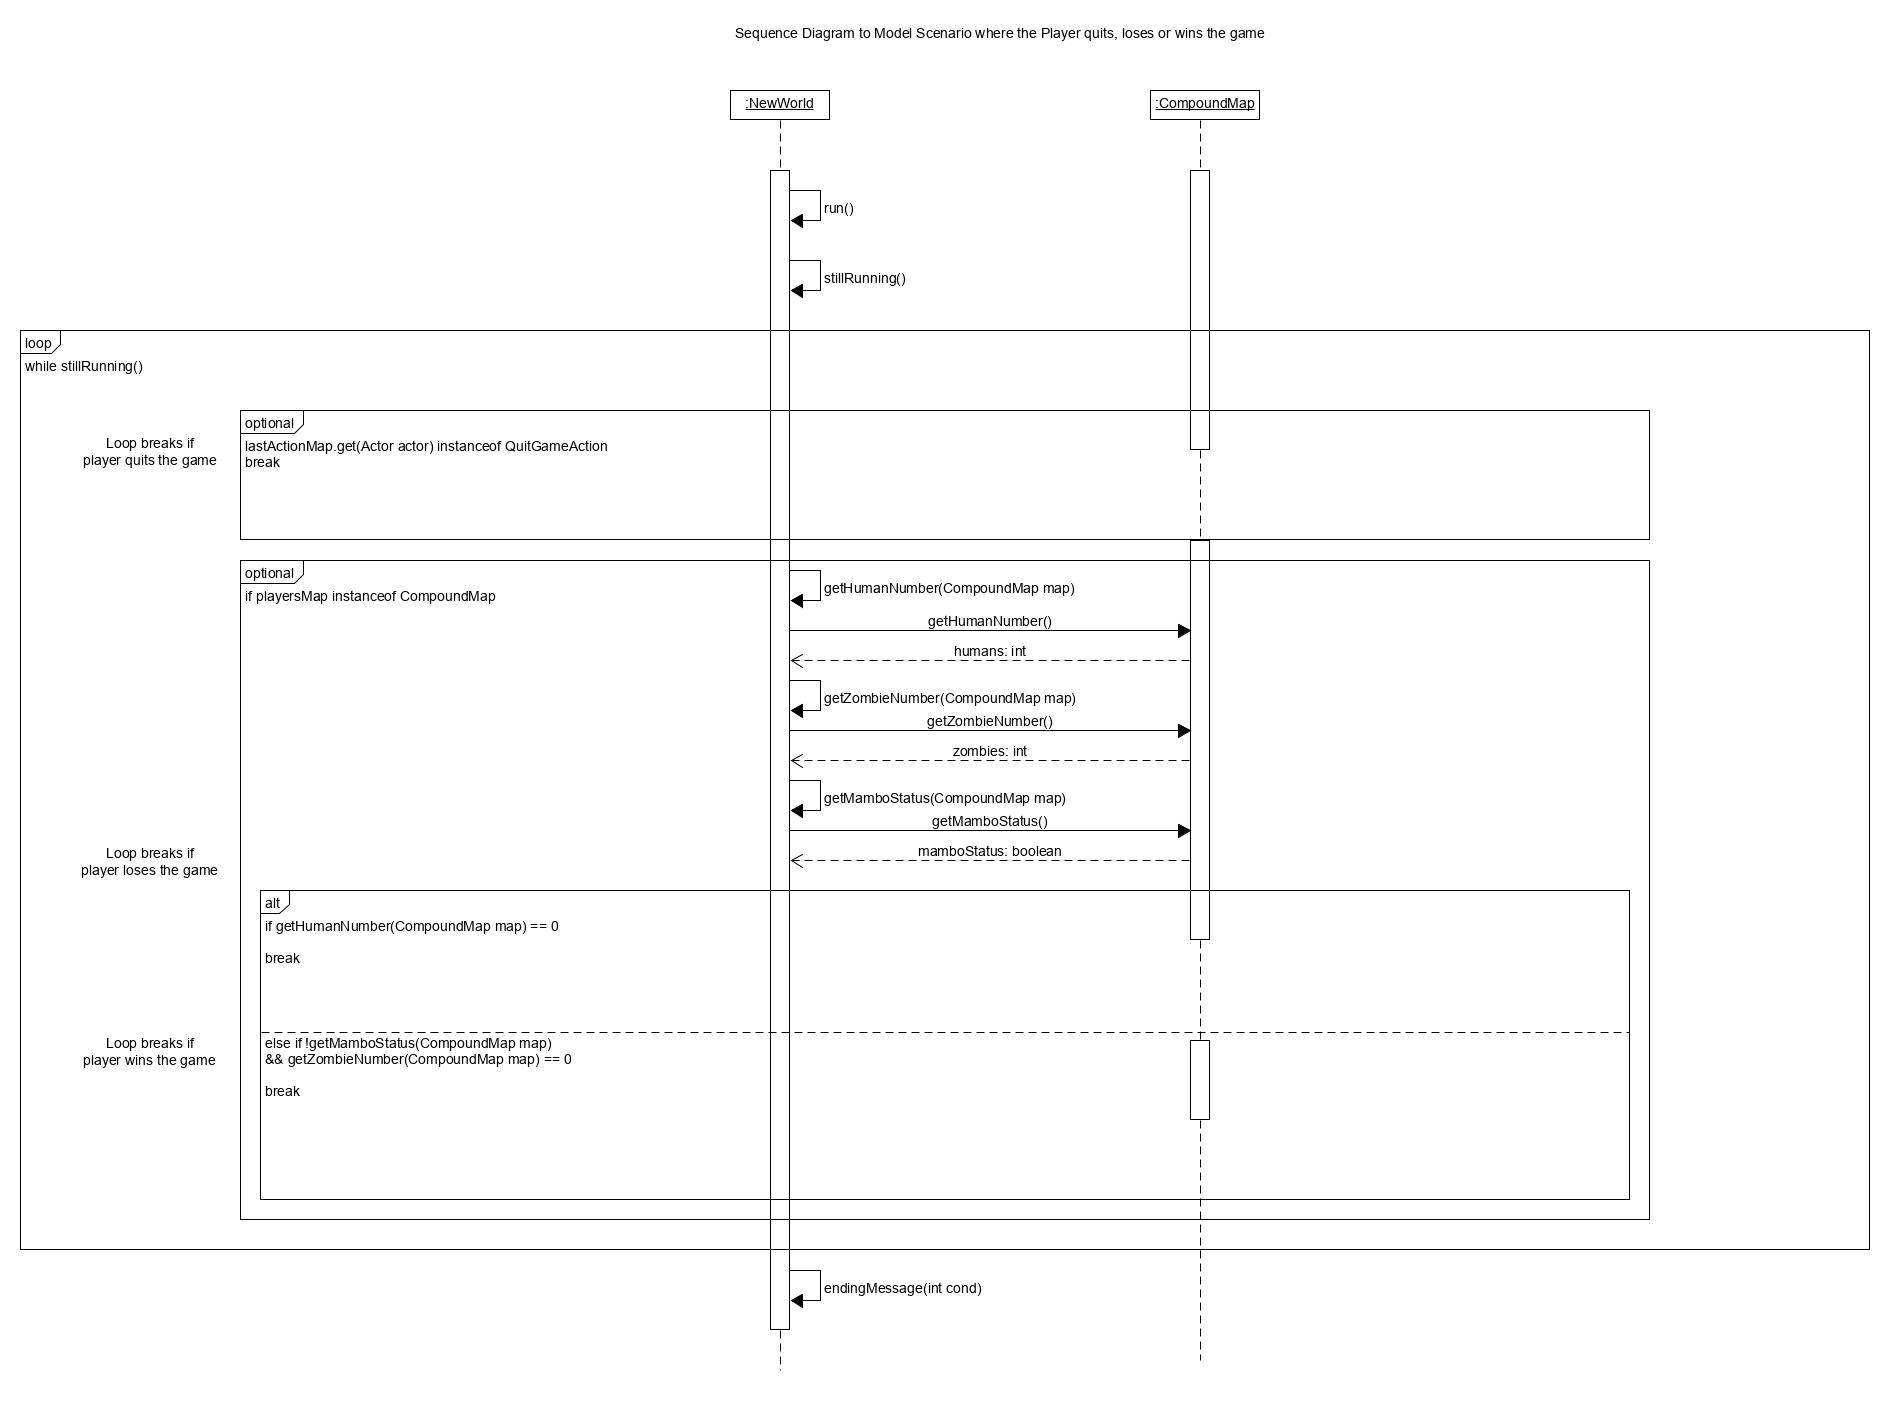 Sequence Diagram to Model Scenario where the Player quits, loses or wins the game
:NewWorld
:CompoundMap
run()
stillRunning()
loop
while stillRunning()
optional
Loop breaks if
player quits the game
lastActionMap.get(Actor actor) instanceof QuitGameAction
break
optional
if playersMap instanceof CompoundMap
getHumanNumber(CompoundMap map)
getHumanNumber()
humans: int
getZombieNumber(CompoundMap map)
getZombieNumber()
zombies: int
getMamboStatus(CompoundMap map)
getMamboStatus()
mamboStatus: boolean
Loop breaks if
player loses the game
alt
if getHumanNumber(CompoundMap map) == 0
break
Loop breaks if
player wins the game
else if !getMamboStatus(CompoundMap map)
&& getZombieNumber(CompoundMap map) == 0
break
endingMessage(int cond)